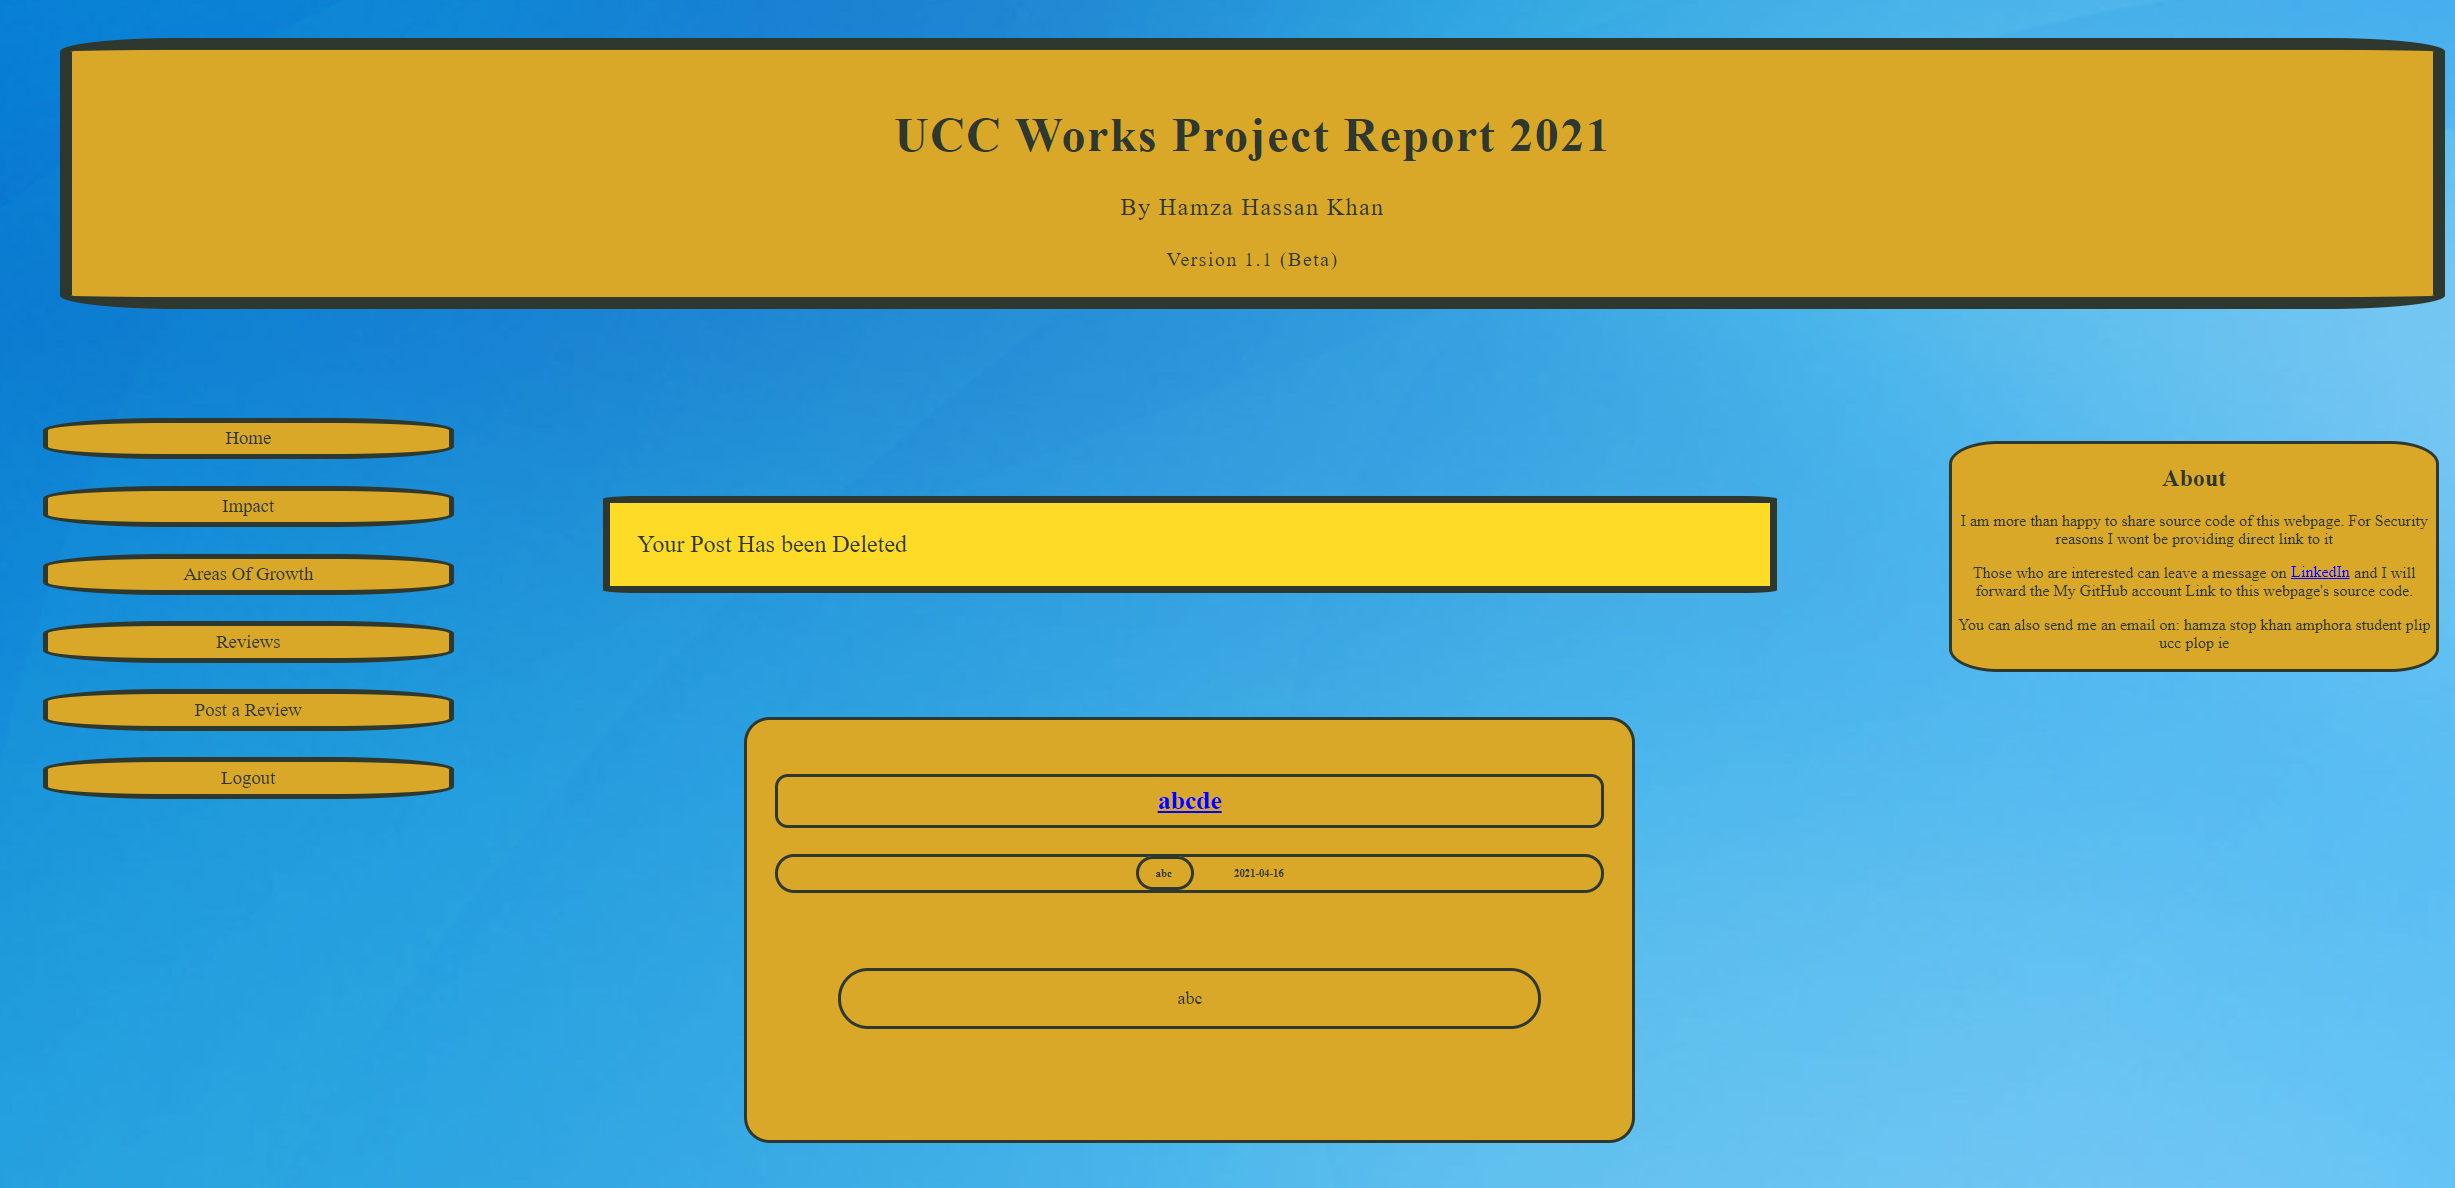 UCC Works Project Report 2021
By Hamza Hassan Khan
Version 1.1 (Beta)
Home
Impact
Areas Of Growth
Reviews
Post a Review
Logout
Your Post Has been Deleted
abcde
abc 2021-04-16
abc
About
I am more than happy to share source code of this webpage. For Security
reasons I wont be providing direct link to it
Those who are interested can leave a message on LinkedIn and I will
forward the My GitHub account Link to this webpage's source code.
You can also send me an email on: hamza stop khan amphora student plip
ucc plop ie